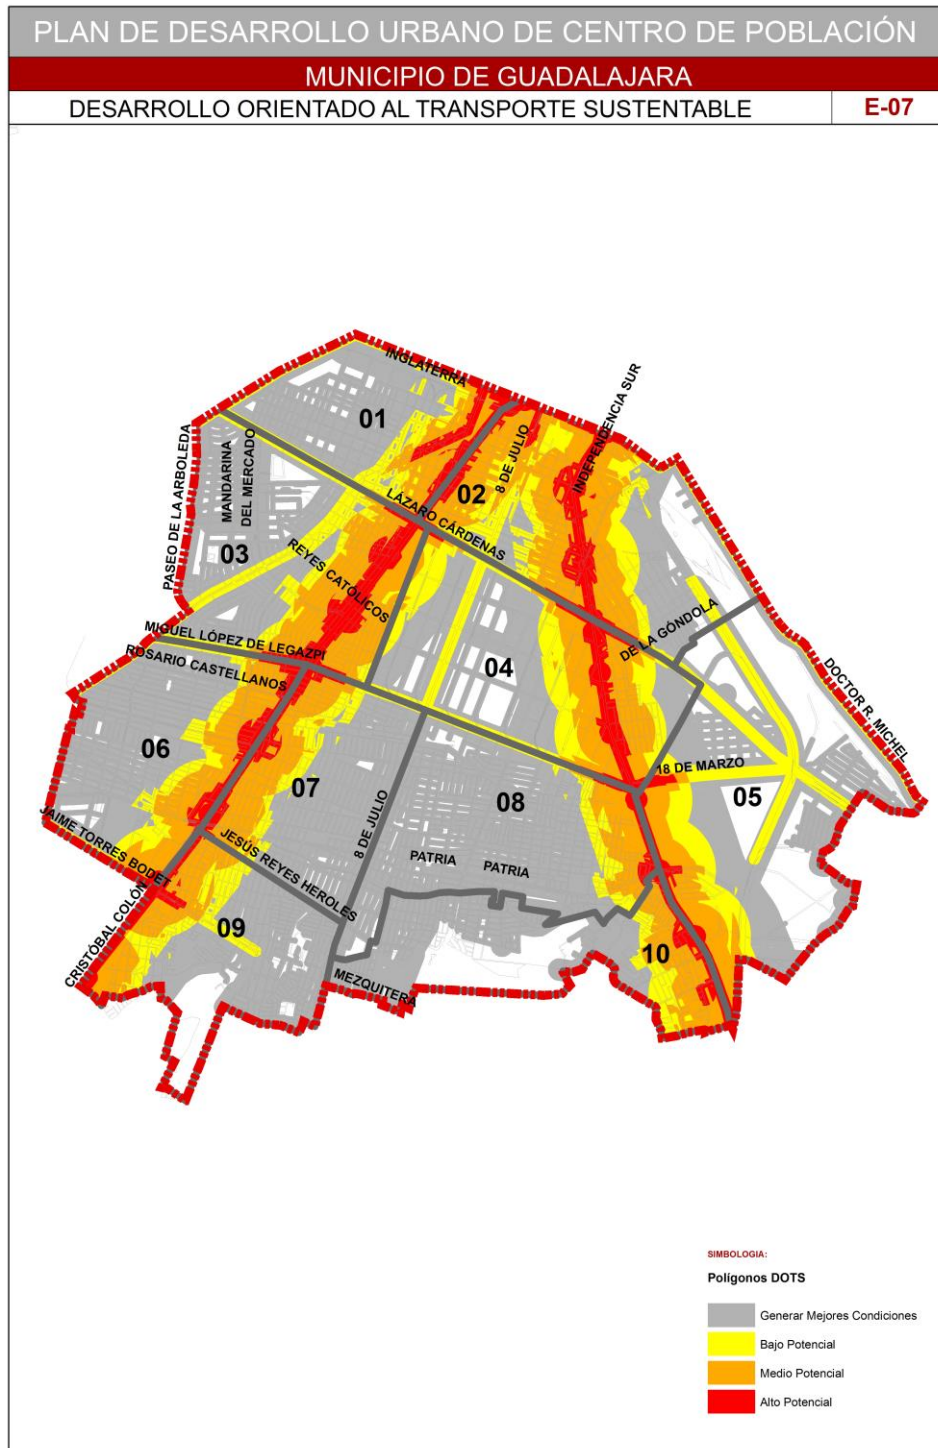 PLAN DE DESARROLLO URBANO DE CENTRO DE POBLACIÓN
MUNICIPIO DE GUADALAJARA
DESARROLLO ORIENTADO AL TRANSPORTE SUSTENTABLE
E-07
INGLATERRA
INDEPENDENCIA SUR
01
8 DE JULIO
PASEO DE LA ARBOLEDA
MANDARINA
DEL MERCADO
02
LÁZARO CÁRDENAS
03
REYES CATÓLICOS
DE LA GÓNDOLA
MIGUEL LÓPEZ DE LEGAZPI
ROSARIO CASTELLANOS
04
DOCTOR R. MICHEL
06
18 DE MARZO
07
05
08
8 DE JULIO
JAIME TORRES BODET
JESÚS REYES HEROLES
PATRIA
PATRIA
CRISTÓBAL COLÓN
09
10
MEZQUITERA
SIMBOLOGIA:
Polígonos DOTS
Generar Mejores Condiciones
Bajo Potencial
Medio Potencial
Alto Potencial